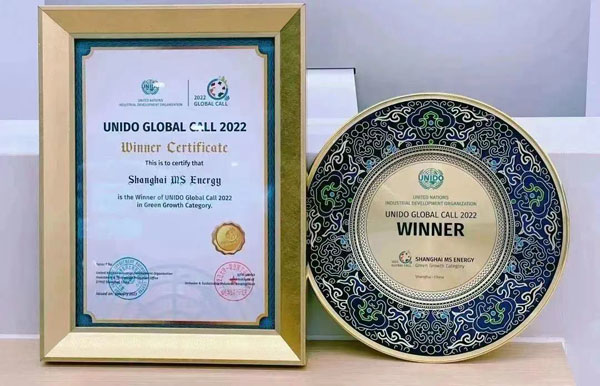 UNITED NATIONS
INDUSTRIAL DEVELOPMENT ORGANIZATION
2022
GLOBAL CALL
UNIDO GLOBAL CALL 2022
Winner Certificate
This is to certify that
Shanghai MS Energy
is the Winner of UNIDO Global Call 2022
in Green Growth Category.
UNIDO
UNITED NATIONS
INDUSTRIAL DEVELOPMENT ORGANIZATION
UNIDO GLOBAL CALL 2022
WINNER
SHANGHAI MS ENERGY
Green Growth Category
Shanghai · China